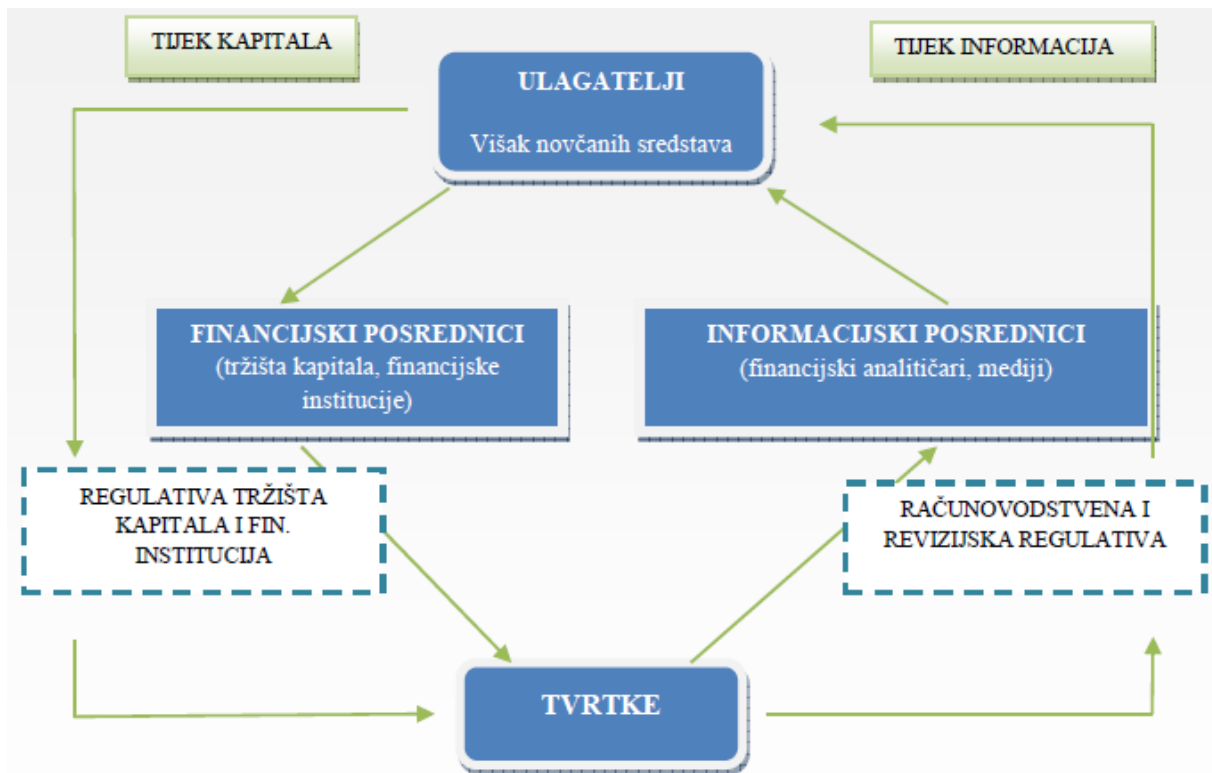 TIJEK KAPITALA
TIJEK INFORMACIJA
ULAGATELJI
Višak novčanih sredstava
FINANCIJSKI POSREDNICI
(tržišta kapitala, financijske
institucije)
INFORMACIJSKI POSREDNICI
(financijski analitičari, mediji)
REGULATIVA TRŽIŠTA
KAPITALA I FIN.
INSTITUCIJA
RAČUNOVODSTVENA I
REVIZIJSKA REGULATIVA
TVRTKE